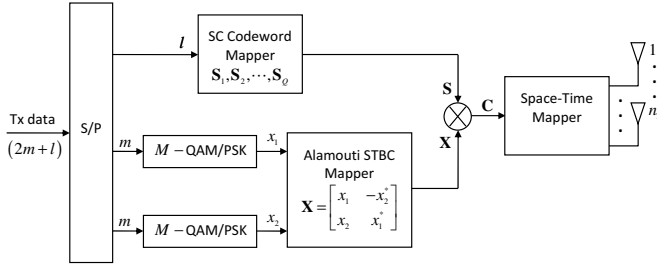 Tx data
(2m+l)
S/P
l
SC Codeword
Mapper
S₁,S₂,⋯,S_Q
S
C
X
Space-Time
Mapper
1
n
m
M − QAM/PSK
x₁
m
M − QAM/PSK
x₂
Alamouti STBC
Mapper
X = [x₁ −x₂*
x₂ x₁*]